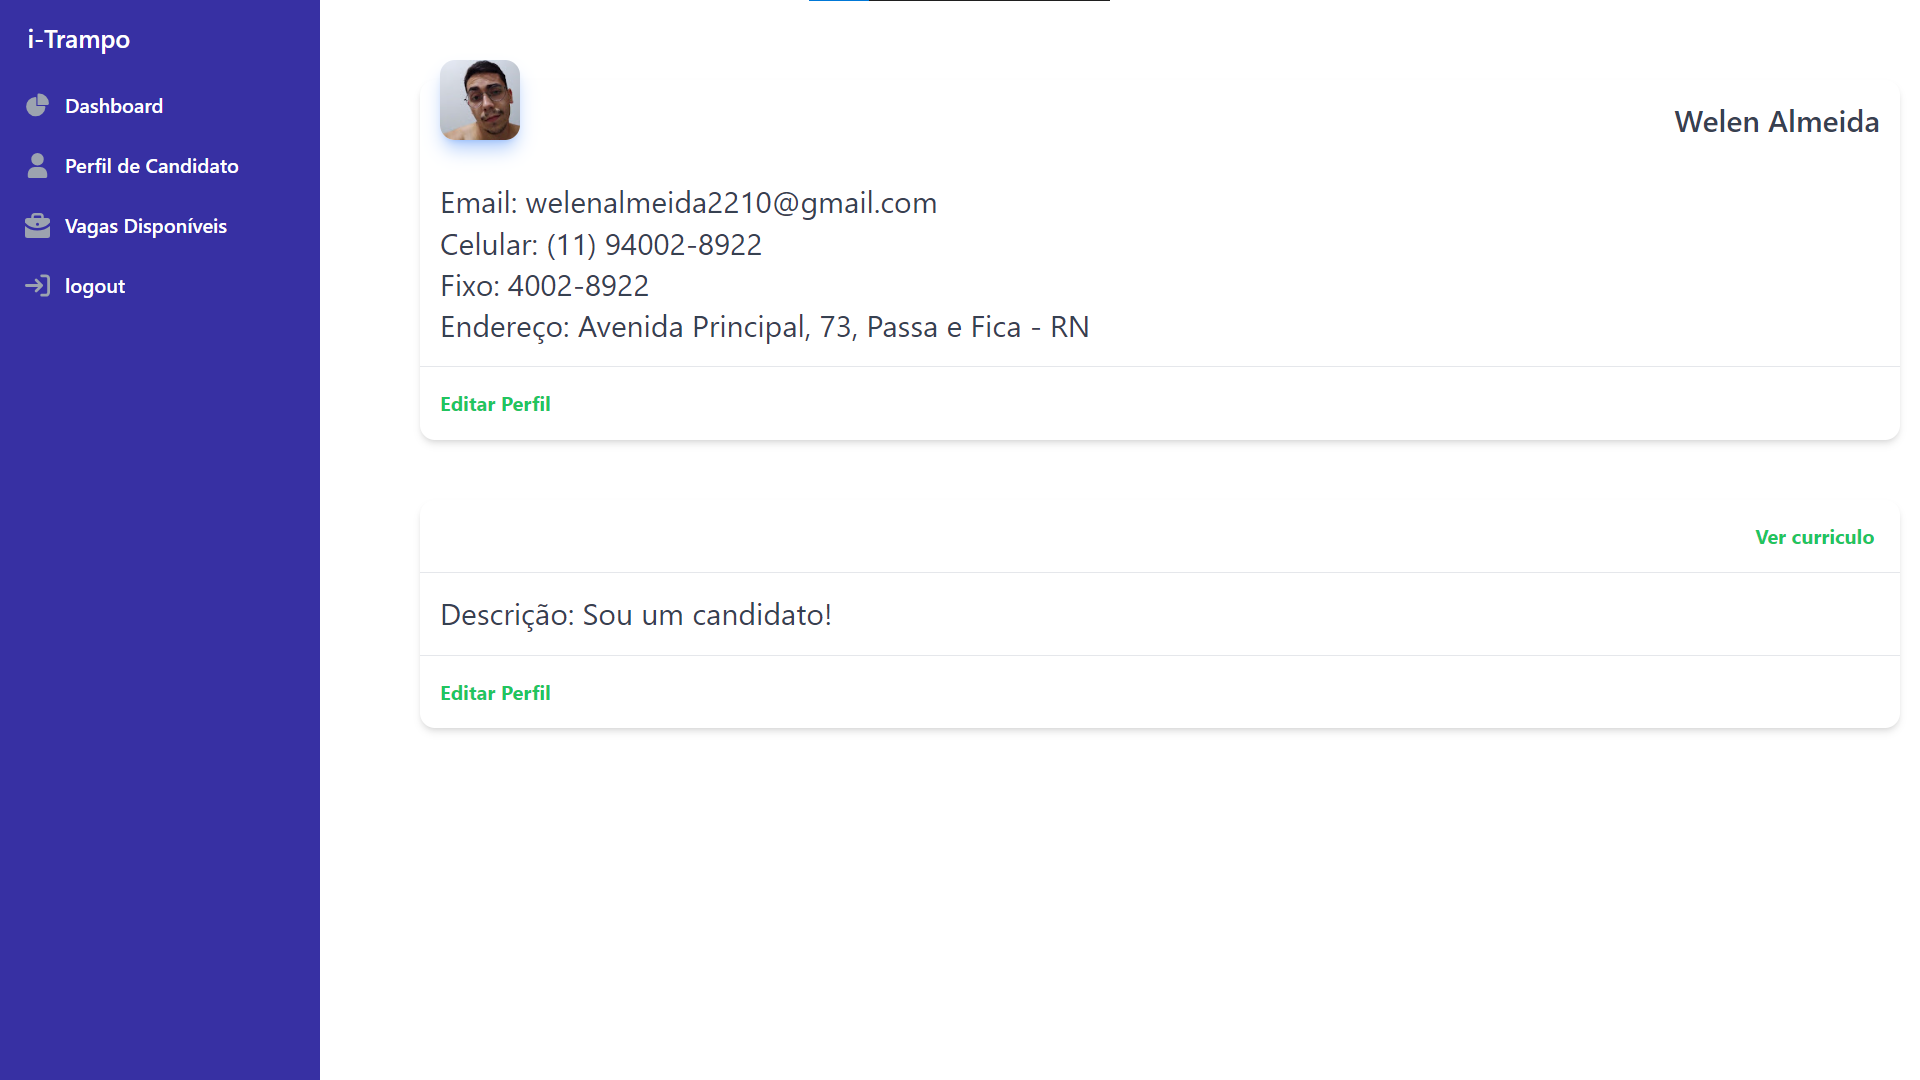 i-Trampo
Dashboard
Perfil de Candidato
Vagas Disponíveis
logout
Welen Almeida
Email: welenalmeida2210@gmail.com
Celular: (11) 94002-8922
Fixo: 4002-8922
Endereço: Avenida Principal, 73, Passa e Fica - RN
Editar Perfil
Ver curriculo
Descrição: Sou um candidato!
Editar Perfil